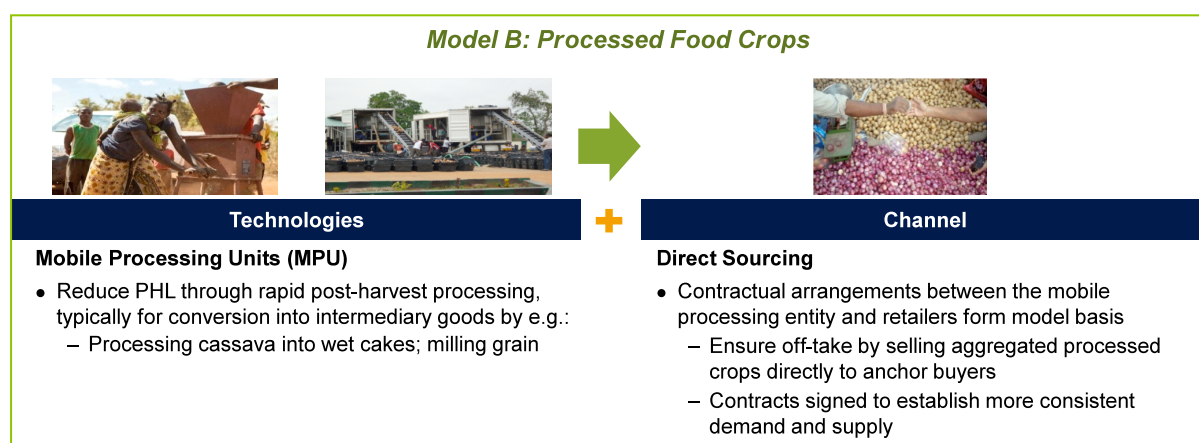 Model B: Processed Food Crops
Technologies
Mobile Processing Units (MPU)
● Reduce PHL through rapid post-harvest processing,
typically for conversion into intermediary goods by e.g.:
– Processing cassava into wet cakes; milling grain
+
Channel
Direct Sourcing
● Contractual arrangements between the mobile
processing entity and retailers form model basis
– Ensure off-take by selling aggregated processed
crops directly to anchor buyers
– Contracts signed to establish more consistent
demand and supply